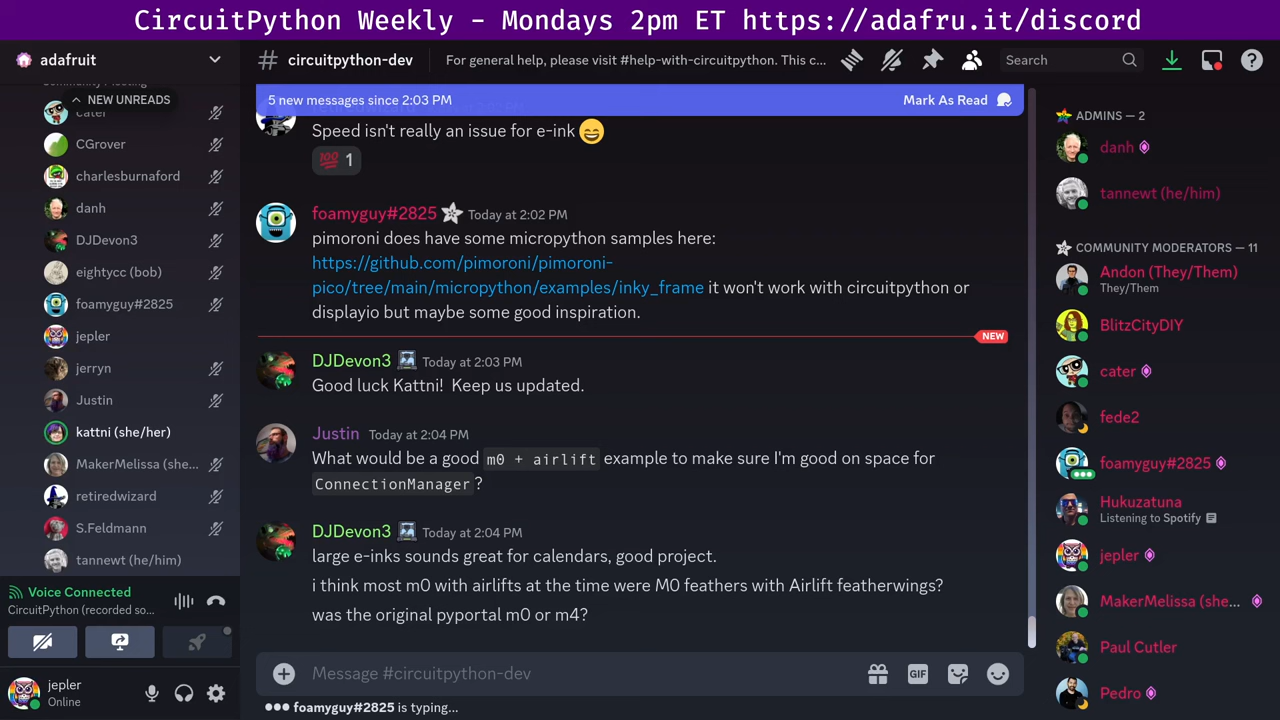 CircuitPython Weekly - Mondays 2pm ET https://adafru.it/discord
adafruit
NEW UNREADS
cater
CGrover
charlesburnaford
danh
DJDevon3
eightycc (bob)
foamyguy#2825
jepler
jerryn
Justin
kattni (she/her)
MakerMelissa (she...
retiredwizard
S.Feldmann
tannewt (he/him)
Voice Connected
CircuitPython (recorded so...
jepler
Online
# circuitpython-dev
For general help, please visit #help-with-circuitpython. This c...
Search
5 new messages since 2:03 PM
Mark As Read
Speed isn't really an issue for e-ink 😄
💯 1
foamyguy#2825 Today at 2:02 PM
pimoroni does have some micropython samples here:
https://github.com/pimoroni/pimoroni-
pico/tree/main/micropython/examples/inky_frame it won't work with circuitpython or
displayio but maybe some good inspiration.
NEW
DJDevon3 Today at 2:03 PM
Good luck Kattni! Keep us updated.
Justin Today at 2:04 PM
What would be a good m0 + airlift example to make sure I'm good on space for
ConnectionManager?
DJDevon3 Today at 2:04 PM
large e-inks sounds great for calendars, good project.
i think most m0 with airlifts at the time were M0 feathers with Airlift featherwings?
was the original pyportal m0 or m4?
Message #circuitpython-dev
GIF
foamyguy#2825 is typing...
ADMINS — 2
danh
tannewt (he/him)
COMMUNITY MODERATORS — 11
Andon (They/Them)
They/Them
BlitzCityDIY
cater
fede2
foamyguy#2825
Hukuzatuna
Listening to Spotify
jepler
MakerMelissa (she...
Paul Cutler
Pedro